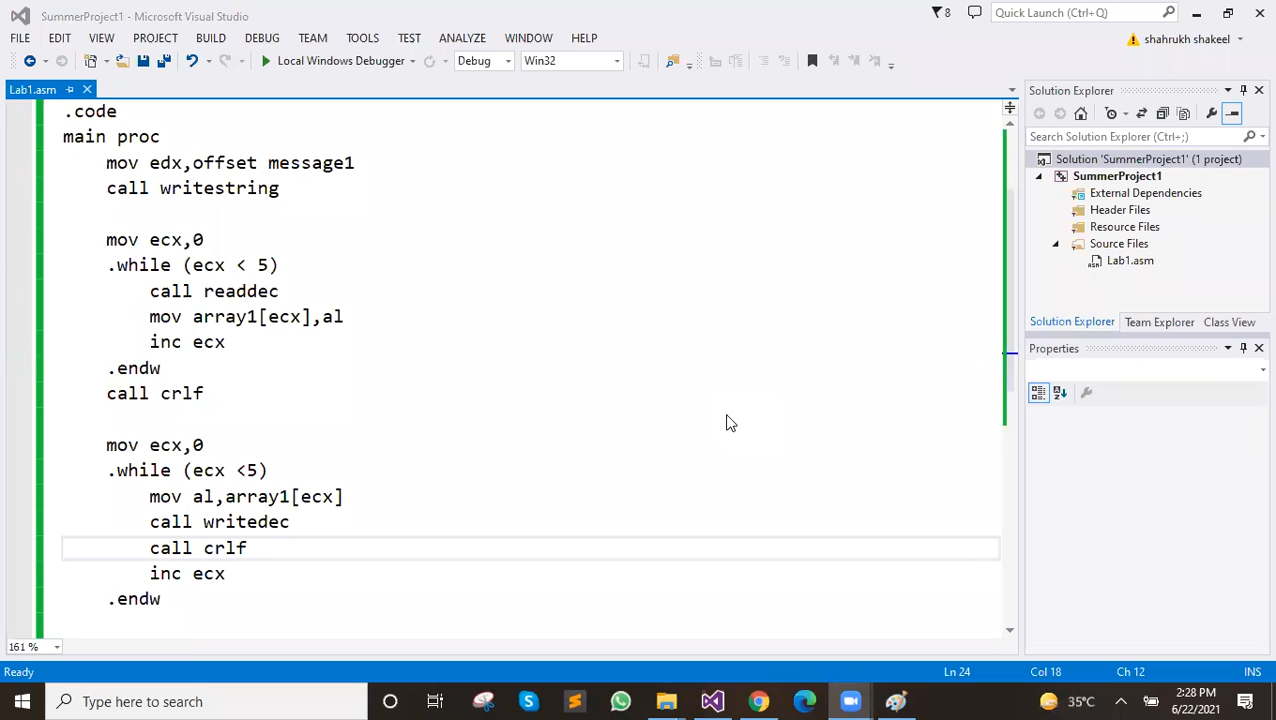 SummerProject1 - Microsoft Visual Studio
8
Quick Launch (Ctrl+Q)
FILE EDIT VIEW PROJECT BUILD DEBUG TEAM TOOLS TEST ANALYZE WINDOW HELP
shahrukh shakeel
Local Windows Debugger Debug Win32
Lab1.asm
.code
main proc
mov edx,offset message1
call writestring
mov ecx,0
.while (ecx < 5)
call readdec
mov array1[ecx],al
inc ecx
.endw
call crlf
mov ecx,0
.while (ecx <5)
mov al,array1[ecx]
call writedec
call crlf
inc ecx
.endw
161 %
Solution Explorer
Search Solution Explorer (Ctrl+;)
Solution 'SummerProject1' (1 project)
SummerProject1
External Dependencies
Header Files
Resource Files
Source Files
Lab1.asm
Solution Explorer Team Explorer Class View
Properties
Ready Ln 24 Col 18 Ch 12 INS
Type here to search
35°C
2:28 PM
6/22/2021